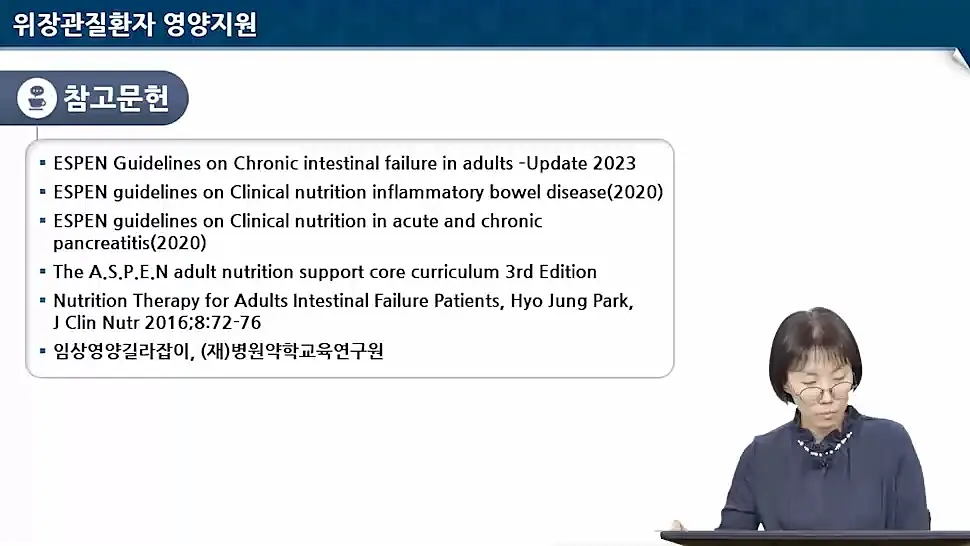 위장관질환자 영양지원
참고문헌
▪ ESPEN Guidelines on Chronic intestinal failure in adults -Update 2023
▪ ESPEN guidelines on Clinical nutrition inflammatory bowel disease(2020)
▪ ESPEN guidelines on Clinical nutrition in acute and chronic
pancreatitis(2020)
▪ The A.S.P.E.N adult nutrition support core curriculum 3rd Edition
▪ Nutrition Therapy for Adults Intestinal Failure Patients, Hyo Jung Park,
J Clin Nutr 2016;8:72-76
▪ 임상영양길라잡이, (재)병원약학교육연구원